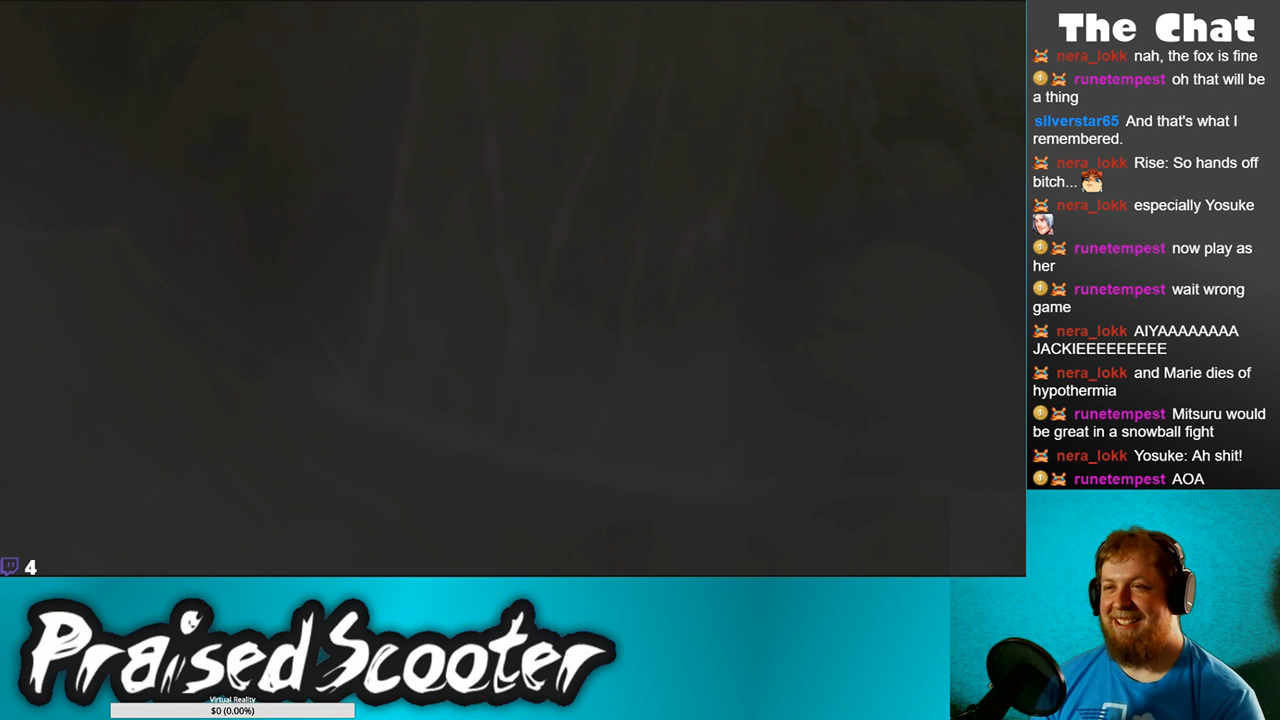 The Chat
nera_lokk nah, the fox is fine
runetempest oh that will be
a thing
silverstar65 And that's what I
remembered.
nera_lokk Rise: So hands off
bitch...
nera_lokk especially Yosuke
runetempest now play as
her
runetempest wait wrong
game
nera_lokk AIYAAAAAAAA
JACKIEEEEEEEEE
nera_lokk and Marie dies of
hypothermia
runetempest Mitsuru would
be great in a snowball fight
nera_lokk Yosuke: Ah shit!
runetempest AOA
4
PraisedScooter
Virtual Reality
$0 (0.00%)